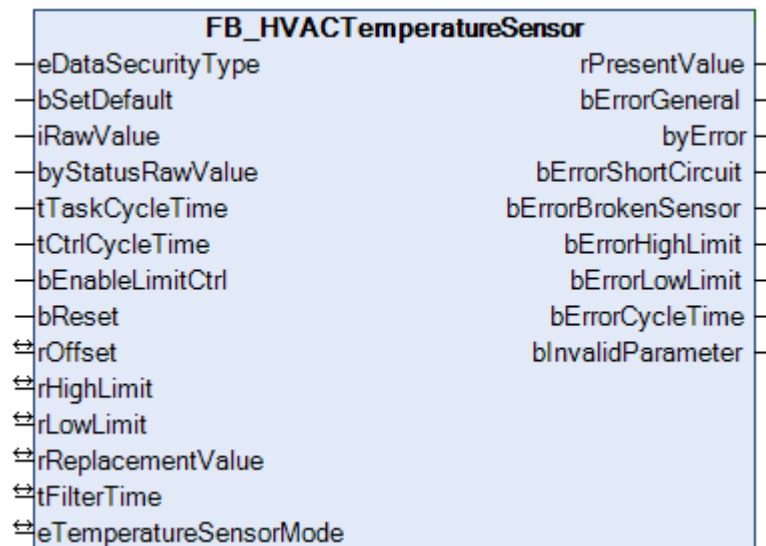 FB_HVACTemperatureSensor
eDataSecurityType rPresentValue
bSetDefault bErrorGeneral
iRawValue byError
byStatusRawValue bErrorShortCircuit
tTaskCycleTime bErrorBrokenSensor
tCtrlCycleTime bErrorHighLimit
bEnableLimitCtrl bErrorLowLimit
bReset bErrorCycleTime
rOffset bInvalidParameter
rHighLimit
rLowLimit
rReplacementValue
tFilterTime
eTemperatureSensorMode